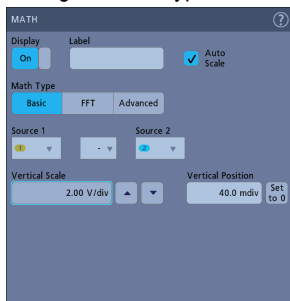 MATH
Display Label
On
Auto
Scale
Math Type
Basic FFT Advanced
Source 1 Source 2
1 - 2
Vertical Scale Vertical Position
2.00 V/div 40.0 mdiv Set
to 0